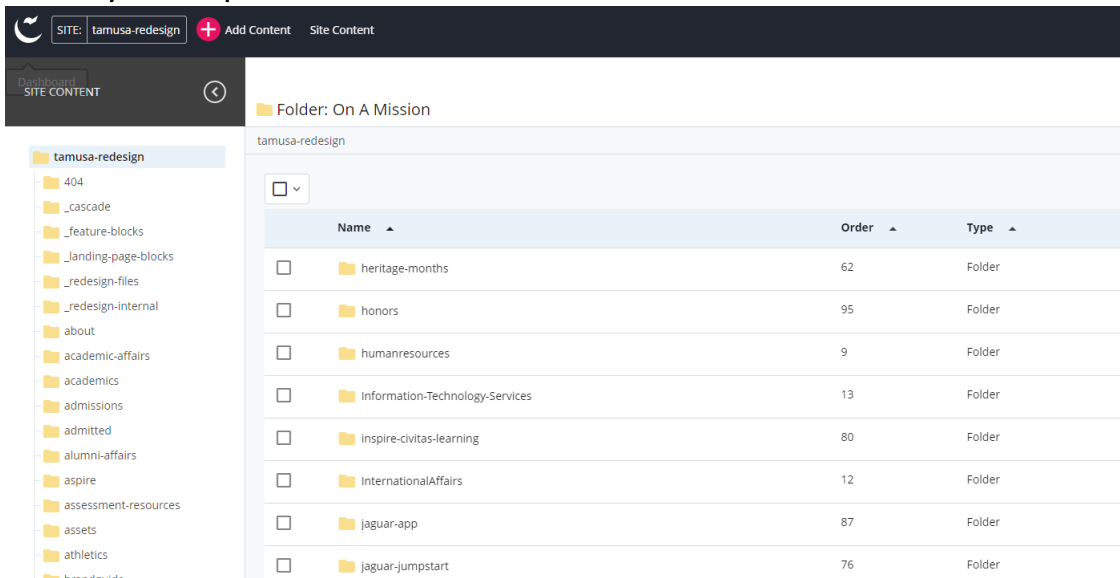 SITE: tamusa-redesign Add Content Site Content
Dashboard
SITE CONTENT
Folder: On A Mission
tamusa-redesign
tamusa-redesign
404
_cascade
_feature-blocks
_landing-page-blocks
_redesign-files
_redesign-internal
about
academic-affairs
academics
admissions
admitted
alumni-affairs
aspire
assessment-resources
assets
athletics
Name Order Type
heritage-months 62 Folder
honors 95 Folder
humanresources 9 Folder
Information-Technology-Services 13 Folder
inspire-civitas-learning 80 Folder
InternationalAffairs 12 Folder
jaguar-app 87 Folder
jaguar-jumpstart 76 Folder